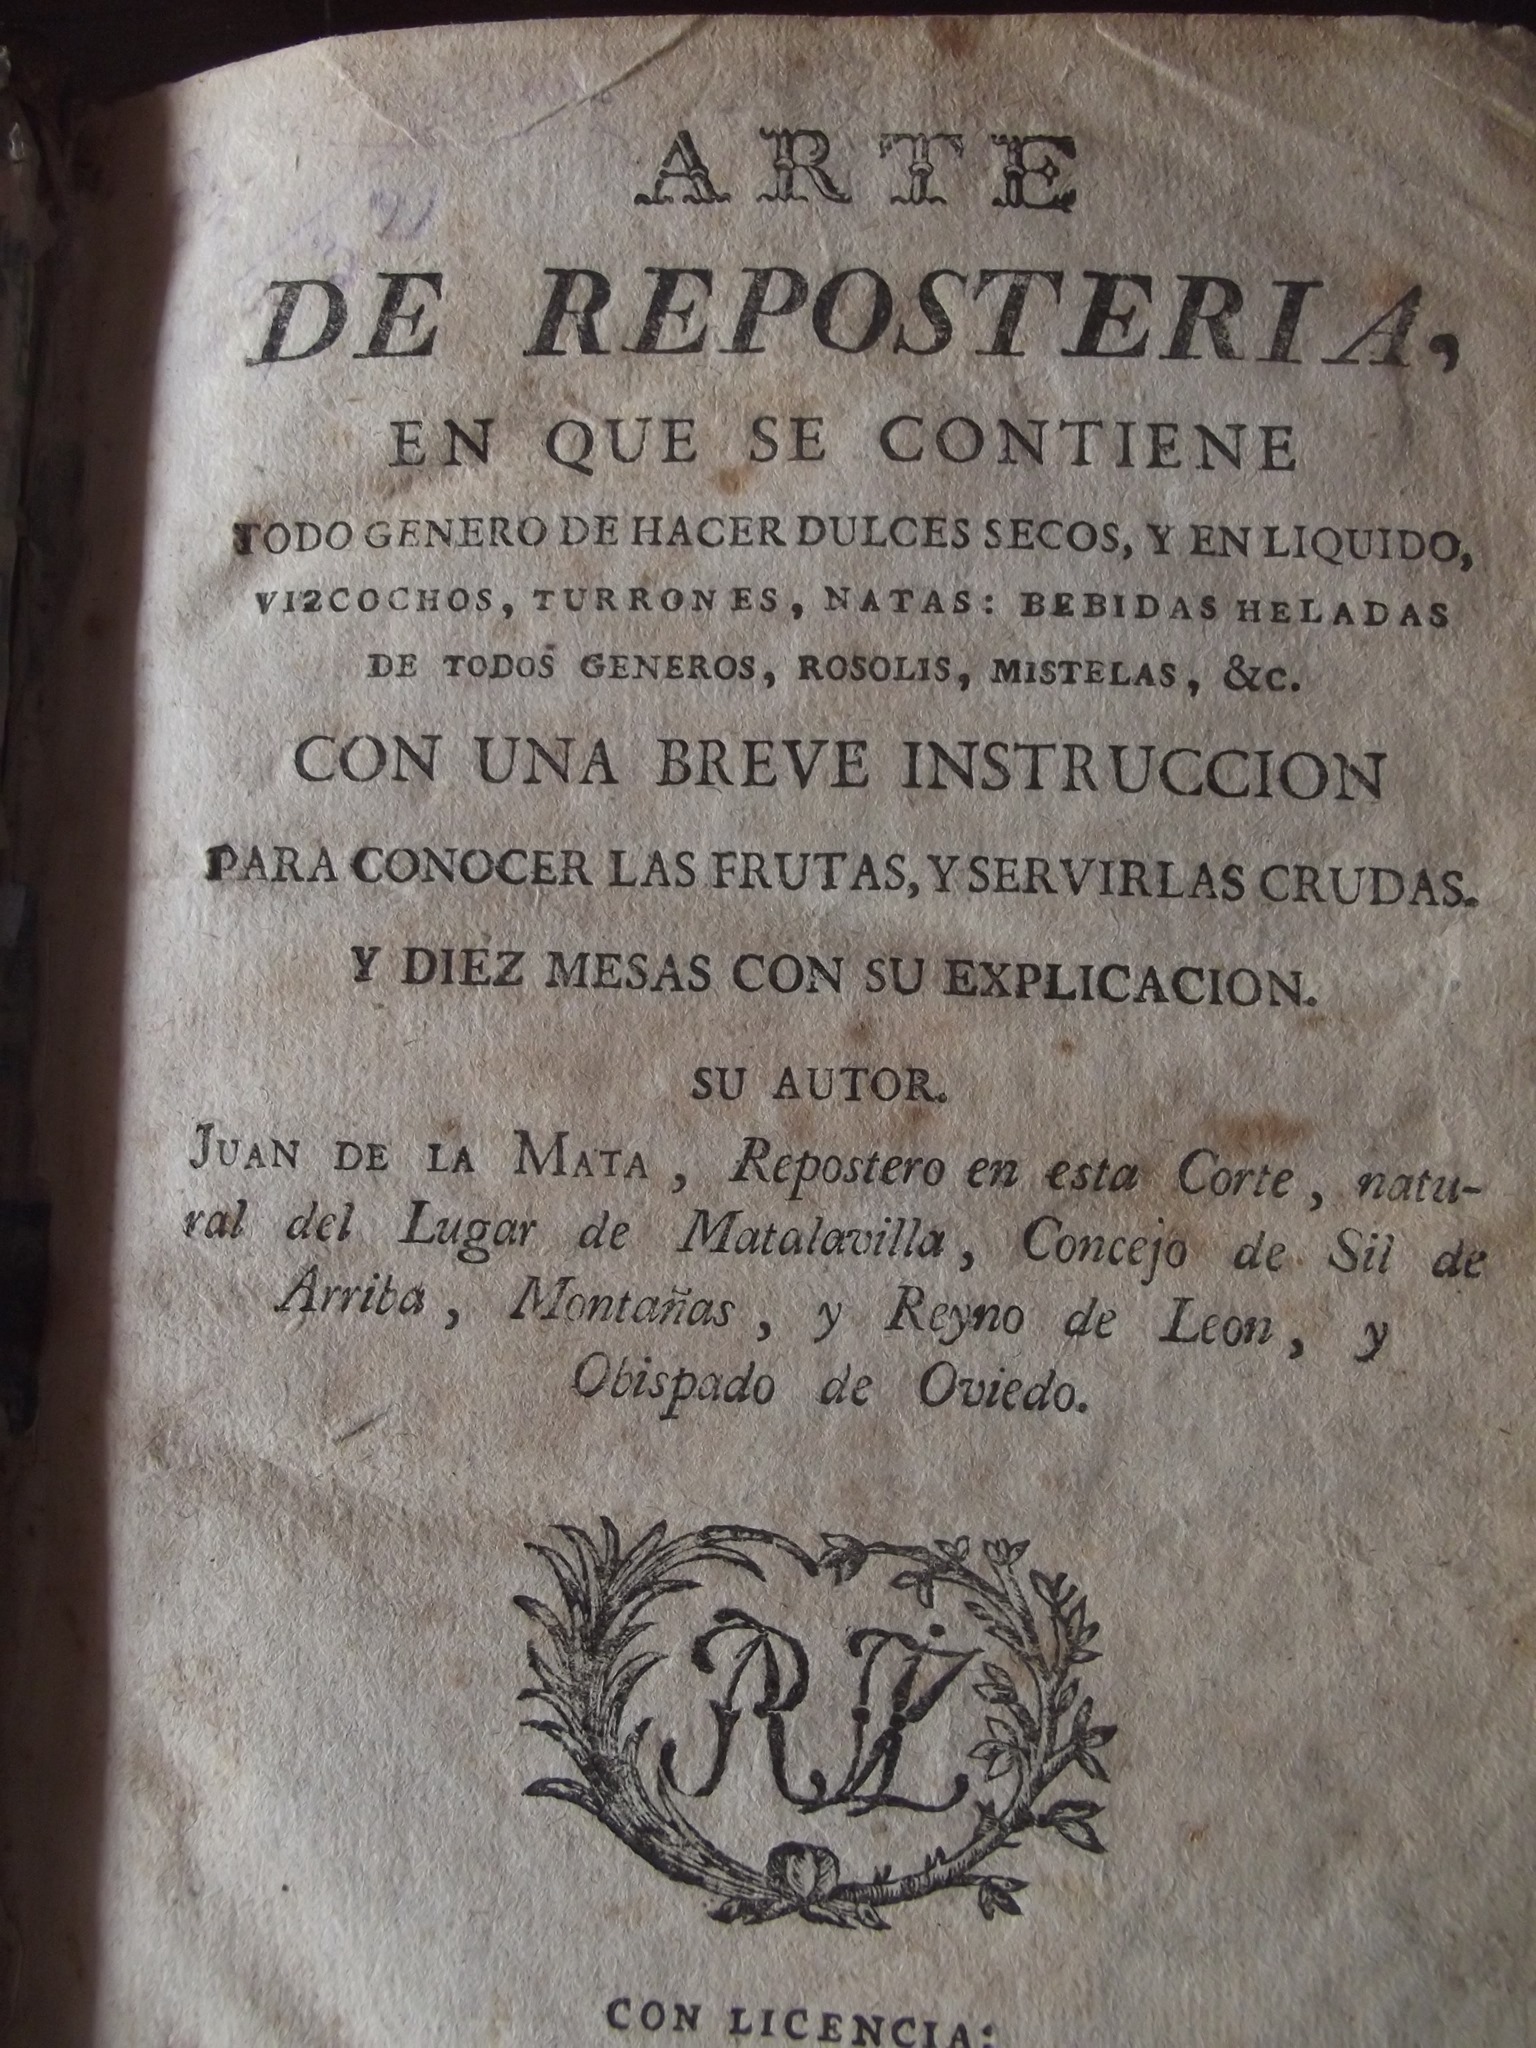 ARTE
DE REPOSTERIA,
EN QUE SE CONTIENE
TODO GENERO DE HACER DULCES SECOS, Y EN LIQUIDO,
VIZCOCHOS, TURRONES, NATAS: BEBIDAS HELADAS
DE TODOS GENEROS, ROSOLIS, MISTELAS, &c.
CON UNA BREVE INSTRUCCION
PARA CONOCER LAS FRUTAS, Y SERVIRLAS CRUDAS.
Y DIEZ MESAS CON SU EXPLICACION.
SU AUTOR.
JUAN DE LA MATA, Repostero en esta Corte, natu-
ral del Lugar de Matalavilla, Concejo de Sil de
Arriba, Montañas, y Reyno de Leon, y
Obispado de Oviedo.
CON LICENCIA: